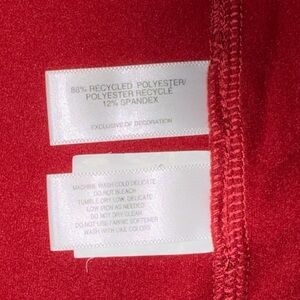 88% RECYCLED POLYESTER/
POLYESTER RECYCLÉ
12% SPANDEX
EXCLUSIVE OF DECORATION
MACHINE WASH COLD DELICATE
DO NOT BLEACH
TUMBLE DRY LOW, DELICATE
LOW IRON AS NEEDED
DO NOT DRY CLEAN
DO NOT USE FABRIC SOFTENER
WASH WITH LIKE COLORS